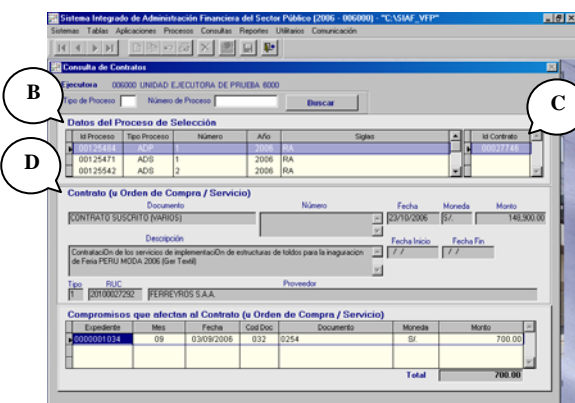 Sistema Integrado de Administración Financiera del Sector Público [2006 - 006000] - "C:\SIAF_VFP"
Sistemas Tablas Aplicaciones Procesos Consultas Reportes Utilitarios Comunicación
Consulta de Contratos
B
Ejecutora 006000 UNIDAD EJECUTORA DE PRUEBA 6000
Tipo de Proceso Número de Proceso Buscar
C
Datos del Proceso de Selección
Id Proceso Tipo Proceso Número Año Siglas Id Contrato
00125484 ADP 1 2006 RA 00027746
00125471 ADS 1 2006 RA
00125542 ADS 2 2006 RA
D
Contrato (u Orden de Compra / Servicio)
Documento Número Fecha Moneda Monto
CONTRATO SUSCRITO (VARIOS) 23/10/2006 S/. 148,900.00
Descripción Fecha Inicio Fecha Fin
ContrataciÓn de los servicios de implementaciÓn de estructuras de toldos para la inaguracion / / / /
de Feria PERU MODA 2006 (Ger Textil)
Tipo RUC Proveedor
1 20100027292 FERREYROS S.A.A.
Compromisos que afectan al Contrato (u Orden de Compra / Servicio)
Expediente Mes Fecha Cod Doc Documento Moneda Monto
0000001034 09 03/09/2006 032 0254 S/. 700.00
Total 700.00